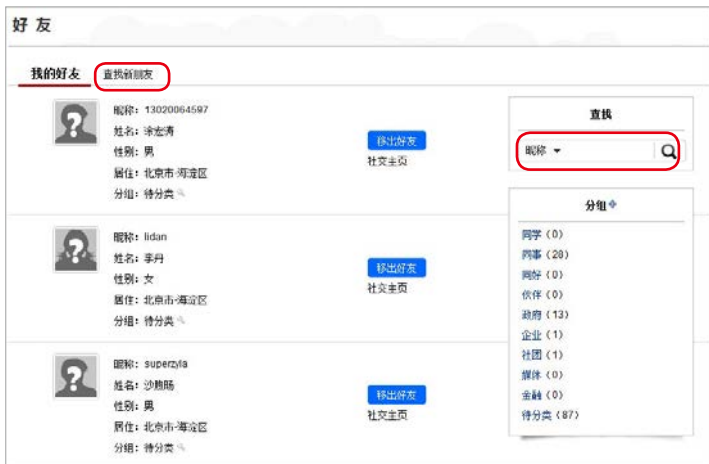 好 友
我的好友 查找新朋友
昵称：13020064597
姓名：涂宏涛
性别：男
居住：北京市-海淀区
分组：待分类
移出好友
社交主页
昵称：lidan
姓名：李丹
性别：女
居住：北京市-海淀区
分组：待分类
移出好友
社交主页
昵称：superzyla
姓名：沙
性别：男
居住：北京市-海淀区
分组：待分类
移出好友
社交主页
查找
昵称
分组
同学（0）
同事（28）
同好（0）
伙伴（0）
政府（13）
企业（1）
社团（1）
媒体（0）
金融（0）
待分类（87）